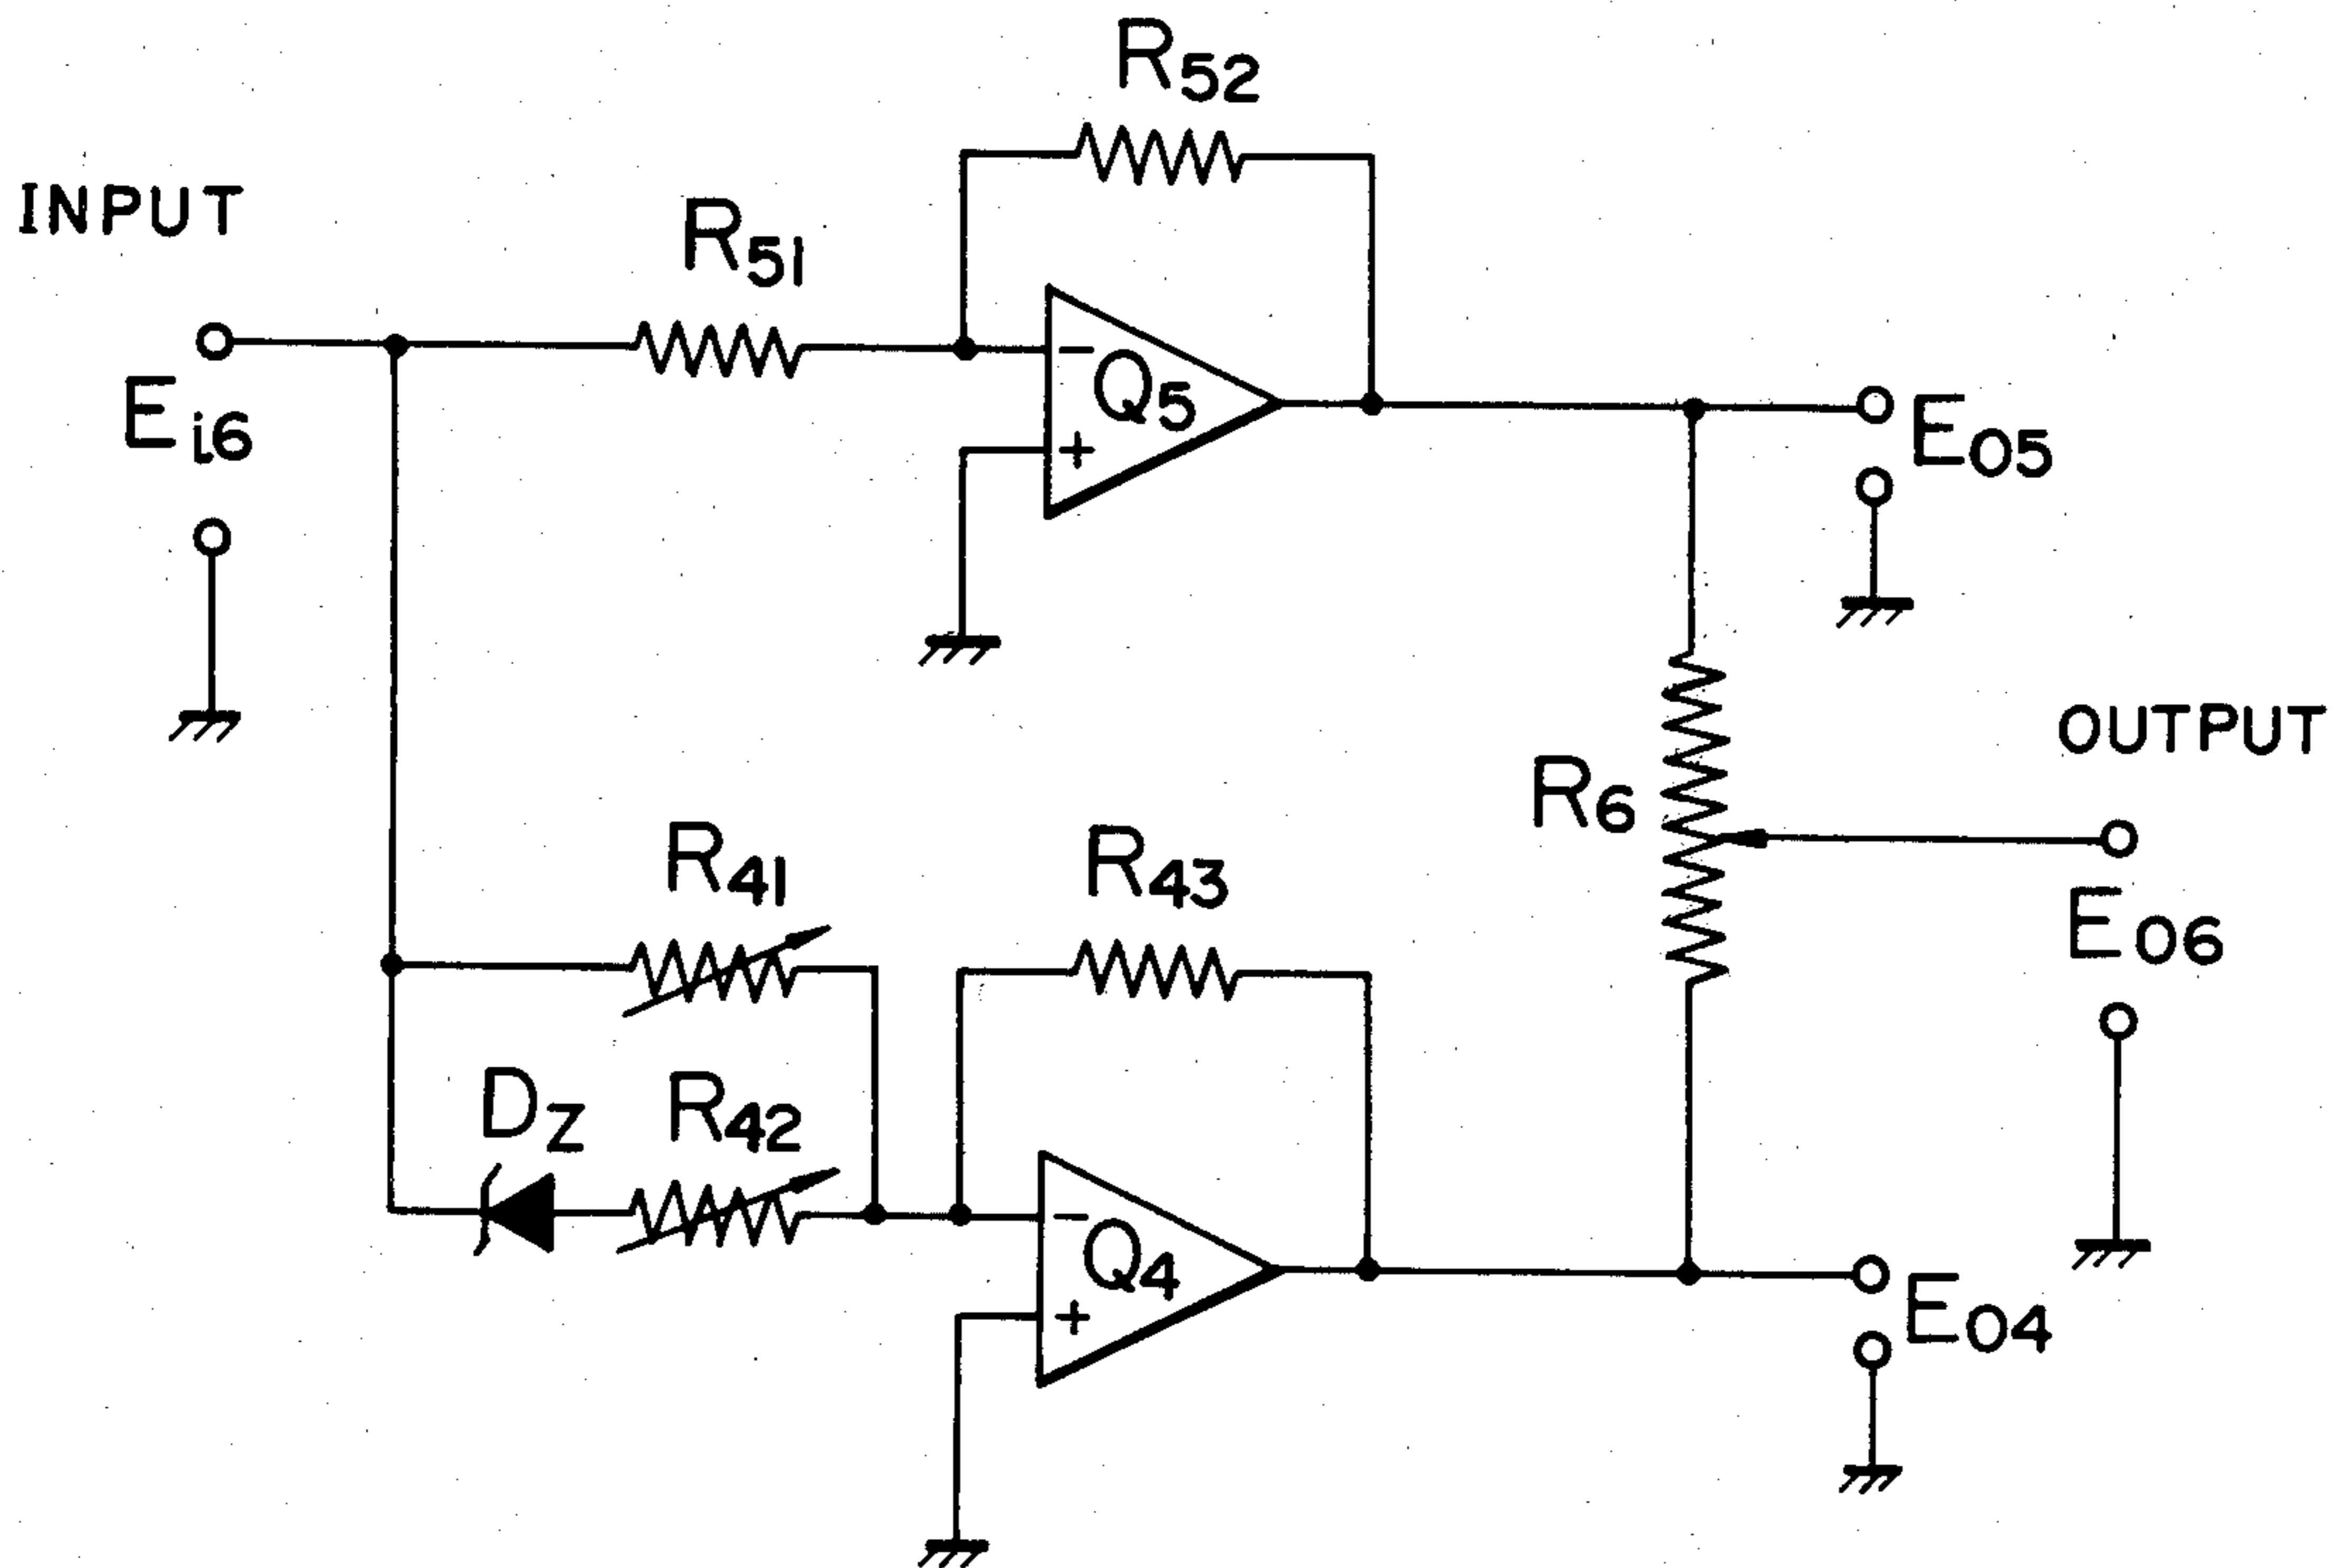 R52
INPUT
R51
Ei6
−
Q5
+
E05
OUTPUT
R6
R41
R43
E06
DZ
R42
−
Q4
+
E04